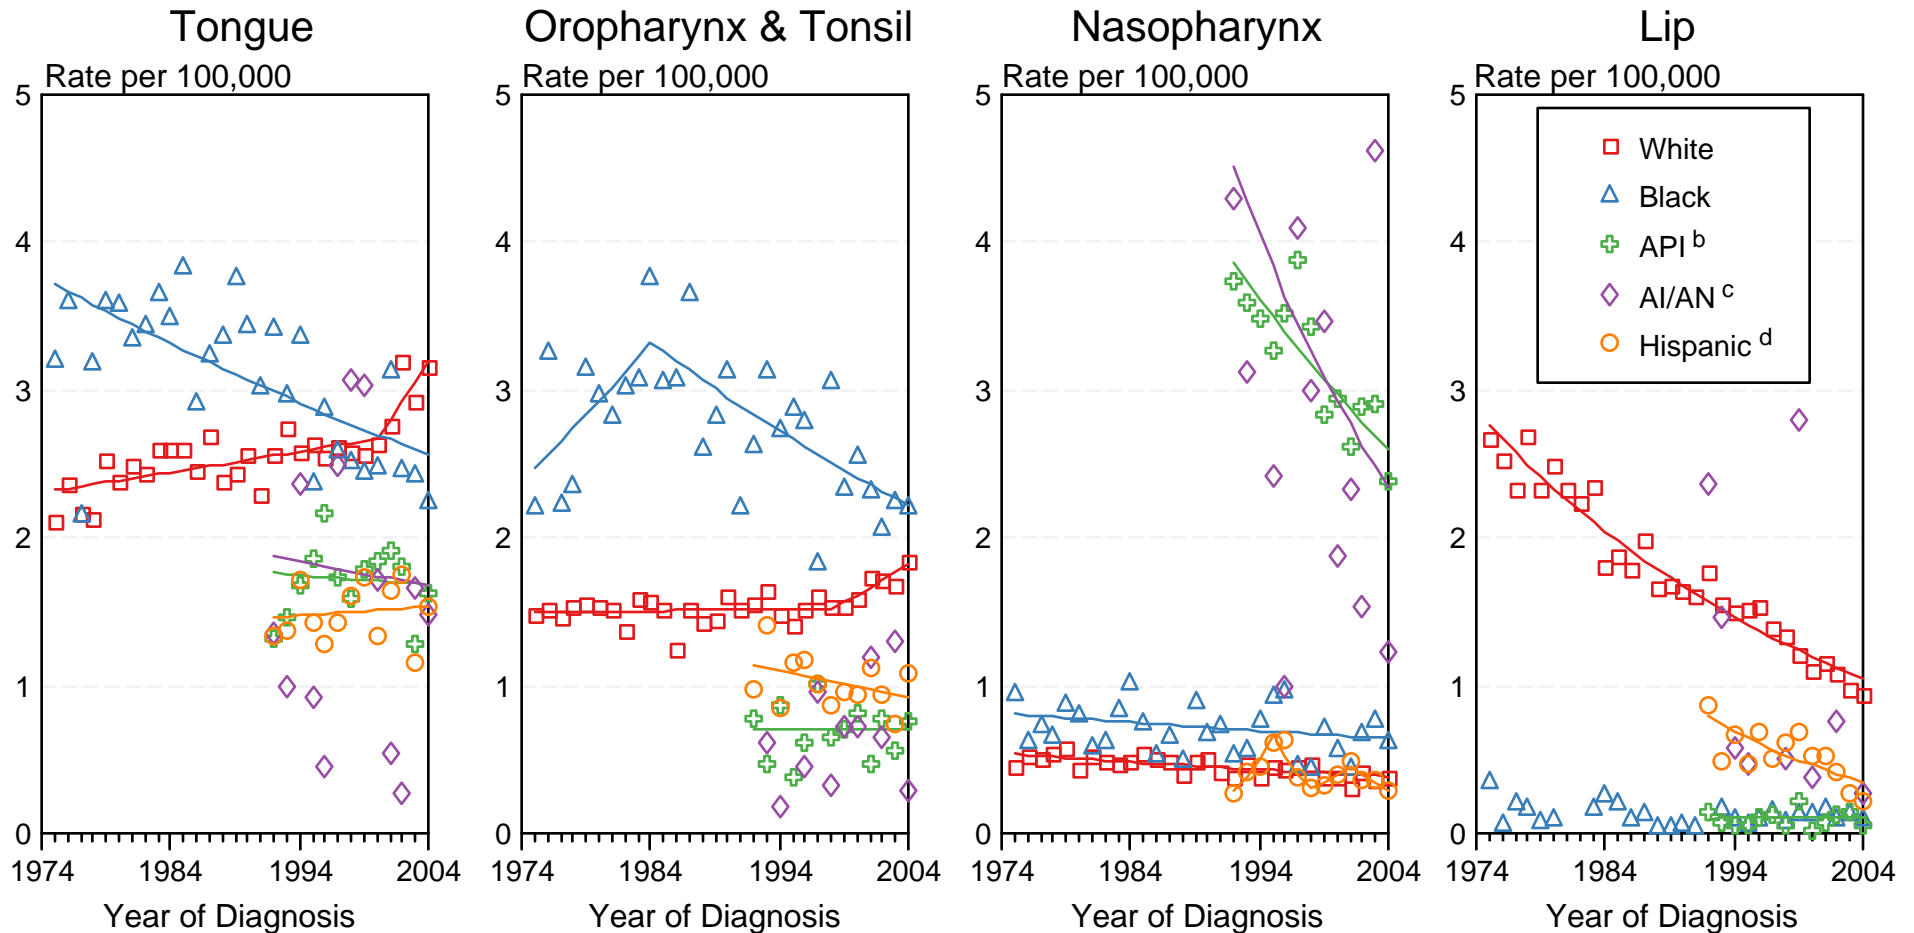 Tongue
Oropharynx & Tonsil
Nasopharynx
Lip
Rate per 100,000
Rate per 100,000
Rate per 100,000
Rate per 100,000
5
4
3
2
1
0
5
4
3
2
1
0
5
4
3
2
1
0
5
4
3
2
1
0
White
Black
API b
AI/AN c
Hispanic d
1974 1984 1994 2004
1974 1984 1994 2004
1974 1984 1994 2004
1974 1984 1994 2004
Year of Diagnosis
Year of Diagnosis
Year of Diagnosis
Year of Diagnosis